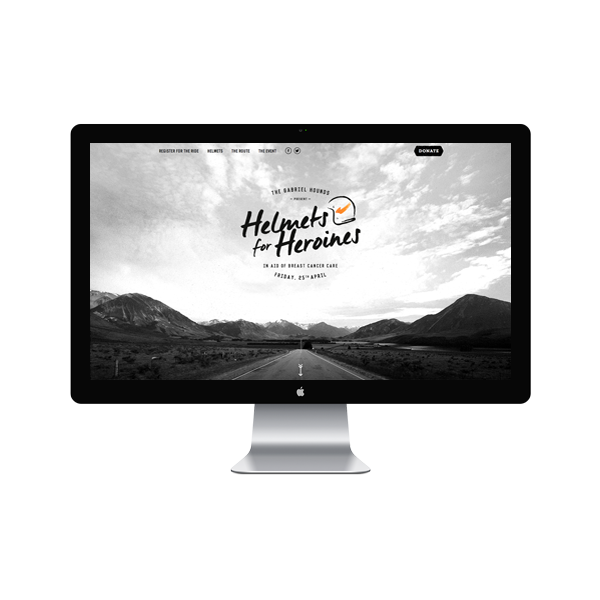 REGISTER FOR THE RIDE HELMETS THE ROUTE THE EVENT DONATE
THE GABRIEL HOUNDS
- PRESENT -
Helmets
for Heroines
IN AID OF BREAST CANCER CARE
FRIDAY, 25TH APRIL